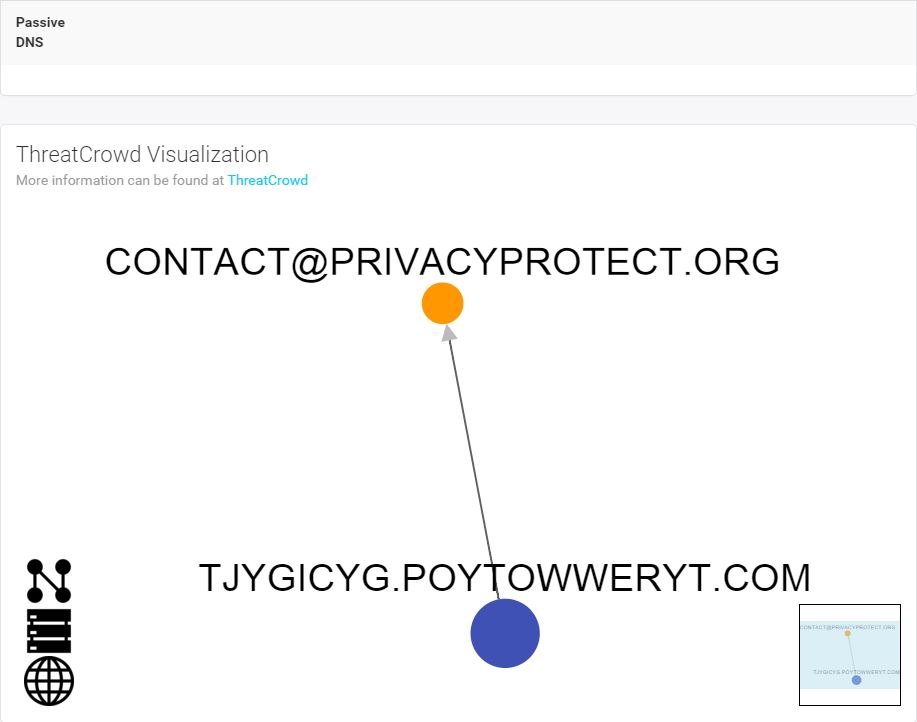 Passive
DNS
ThreatCrowd Visualization
More information can be found at ThreatCrowd
CONTACT@PRIVACYPROTECT.ORG
TJYGICYG.POYTOWWERYT.COM
CONTACT@PRIVACYPROTECT.ORG
TJYGICYG.POYTOWWERYT.COM